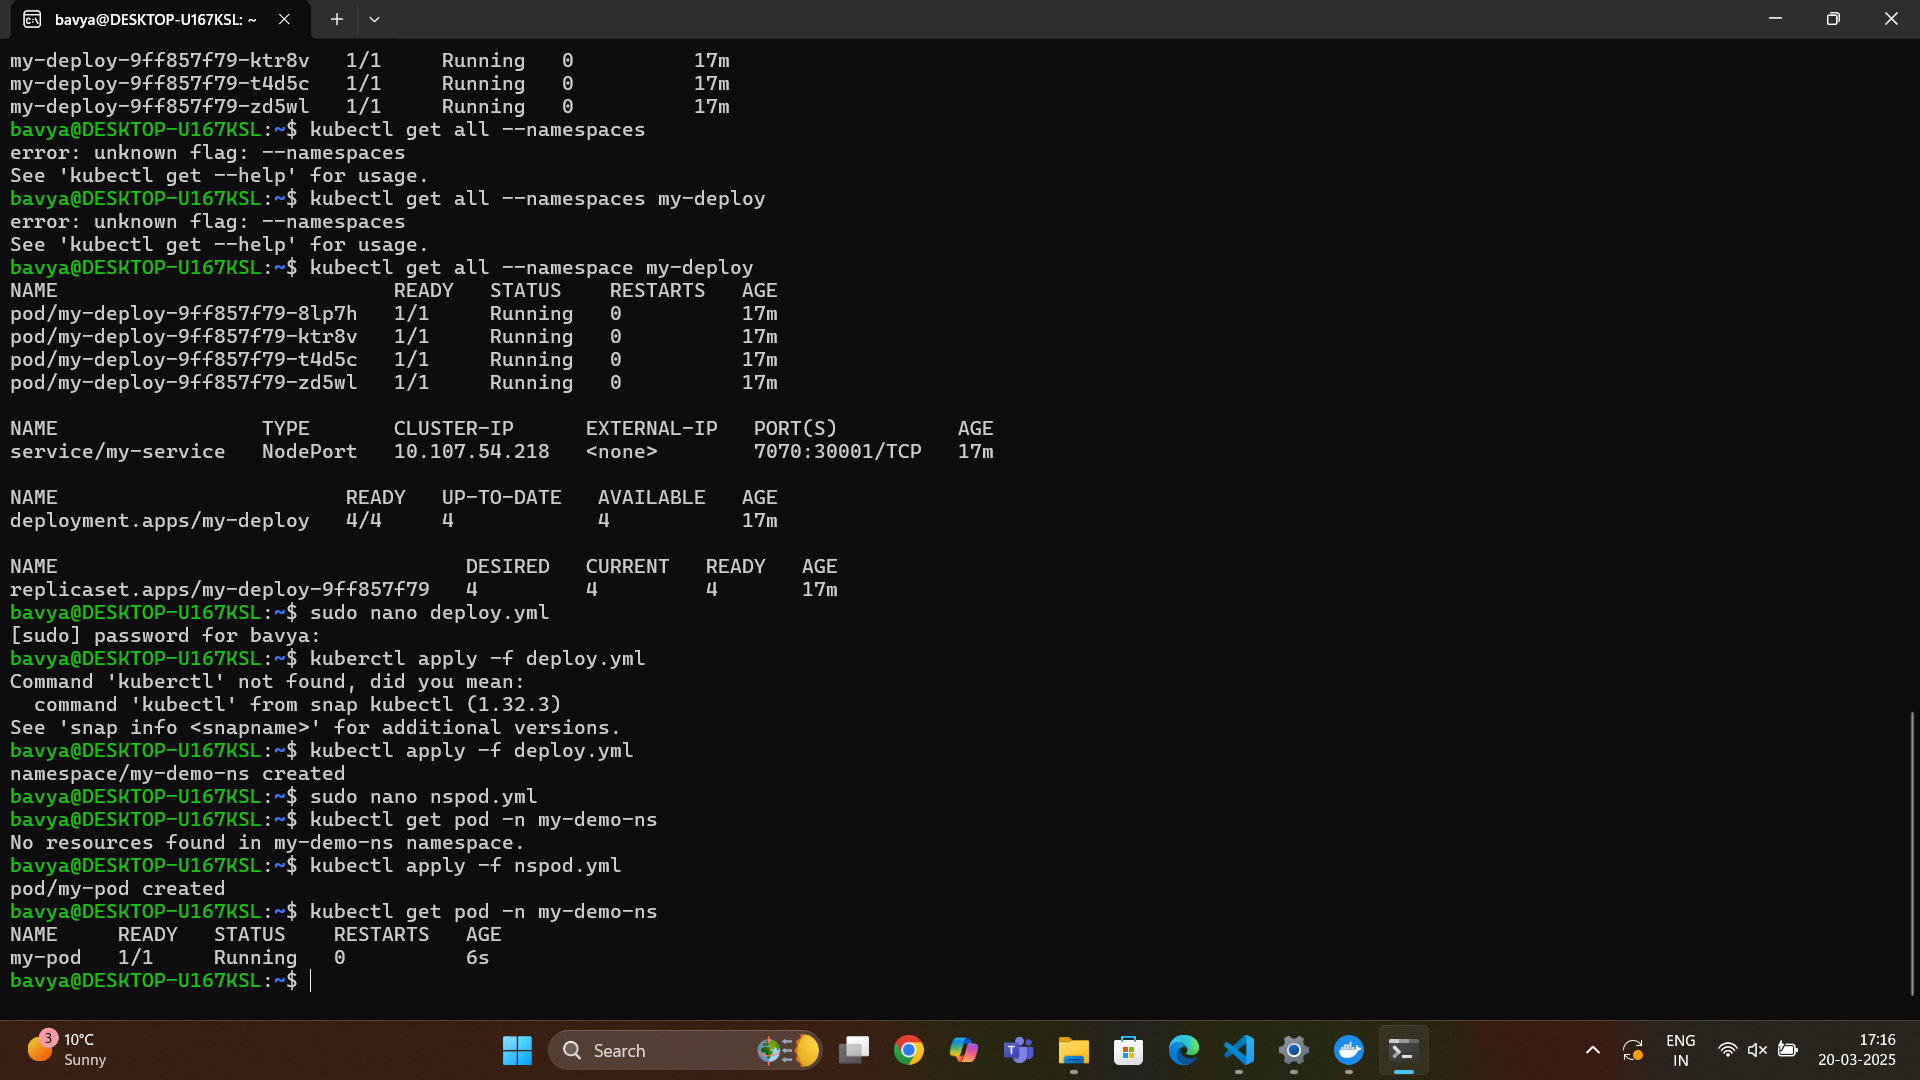 bavya@DESKTOP-U167KSL: ~
my-deploy-9ff857f79-ktr8v   1/1     Running   0          17m
my-deploy-9ff857f79-t4d5c   1/1     Running   0          17m
my-deploy-9ff857f79-zd5wl   1/1     Running   0          17m
bavya@DESKTOP-U167KSL:~$ kubectl get all --namespaces
error: unknown flag: --namespaces
See 'kubectl get --help' for usage.
bavya@DESKTOP-U167KSL:~$ kubectl get all --namespaces my-deploy
error: unknown flag: --namespaces
See 'kubectl get --help' for usage.
bavya@DESKTOP-U167KSL:~$ kubectl get all --namespace my-deploy
NAME                            READY   STATUS    RESTARTS   AGE
pod/my-deploy-9ff857f79-8lp7h   1/1     Running   0          17m
pod/my-deploy-9ff857f79-ktr8v   1/1     Running   0          17m
pod/my-deploy-9ff857f79-t4d5c   1/1     Running   0          17m
pod/my-deploy-9ff857f79-zd5wl   1/1     Running   0          17m
NAME                 TYPE       CLUSTER-IP      EXTERNAL-IP   PORT(S)          AGE
service/my-service   NodePort   10.107.54.218   <none>        7070:30001/TCP   17m
NAME                        READY   UP-TO-DATE   AVAILABLE   AGE
deployment.apps/my-deploy   4/4     4            4           17m
NAME                                  DESIRED   CURRENT   READY   AGE
replicaset.apps/my-deploy-9ff857f79   4         4         4       17m
bavya@DESKTOP-U167KSL:~$ sudo nano deploy.yml
[sudo] password for bavya:
bavya@DESKTOP-U167KSL:~$ kuberctl apply -f deploy.yml
Command 'kuberctl' not found, did you mean:
  command 'kubectl' from snap kubectl (1.32.3)
See 'snap info <snapname>' for additional versions.
bavya@DESKTOP-U167KSL:~$ kubectl apply -f deploy.yml
namespace/my-demo-ns created
bavya@DESKTOP-U167KSL:~$ sudo nano nspod.yml
bavya@DESKTOP-U167KSL:~$ kubectl get pod -n my-demo-ns
No resources found in my-demo-ns namespace.
bavya@DESKTOP-U167KSL:~$ kubectl apply -f nspod.yml
pod/my-pod created
bavya@DESKTOP-U167KSL:~$ kubectl get pod -n my-demo-ns
NAME     READY   STATUS    RESTARTS   AGE
my-pod   1/1     Running   0          6s
bavya@DESKTOP-U167KSL:~$
3
10°C
Sunny
Search
ENG
IN
17:16
20-03-2025